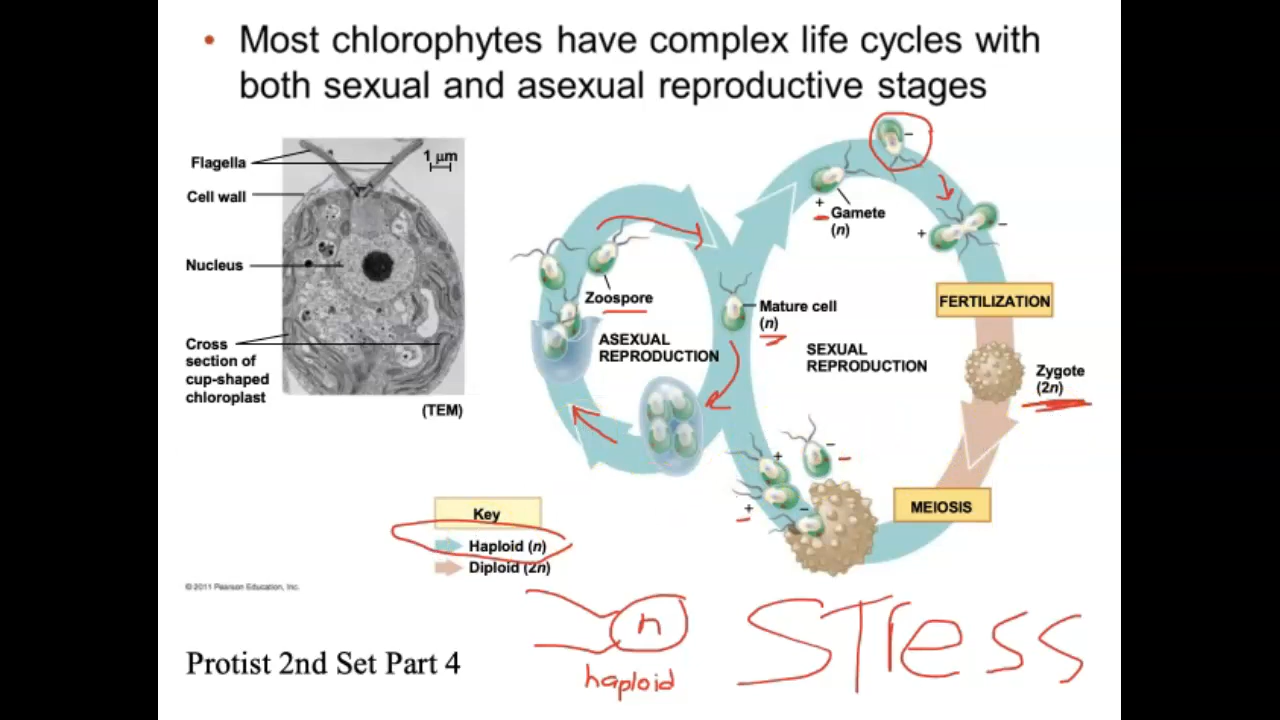 • Most chlorophytes have complex life cycles with
both sexual and asexual reproductive stages
Flagella
1 μm
Cell wall
Nucleus
Cross
section of
cup-shaped
chloroplast
(TEM)
Zoospore
ASEXUAL
REPRODUCTION
Mature cell
(n)
SEXUAL
REPRODUCTION
−
+
Gamete
(n)
+
−
FERTILIZATION
Zygote
(2n)
MEIOSIS
+
−
+
−
Key
Haploid (n)
Diploid (2n)
© 2011 Pearson Education, Inc.
Protist 2nd Set Part 4
n
haploid
STress